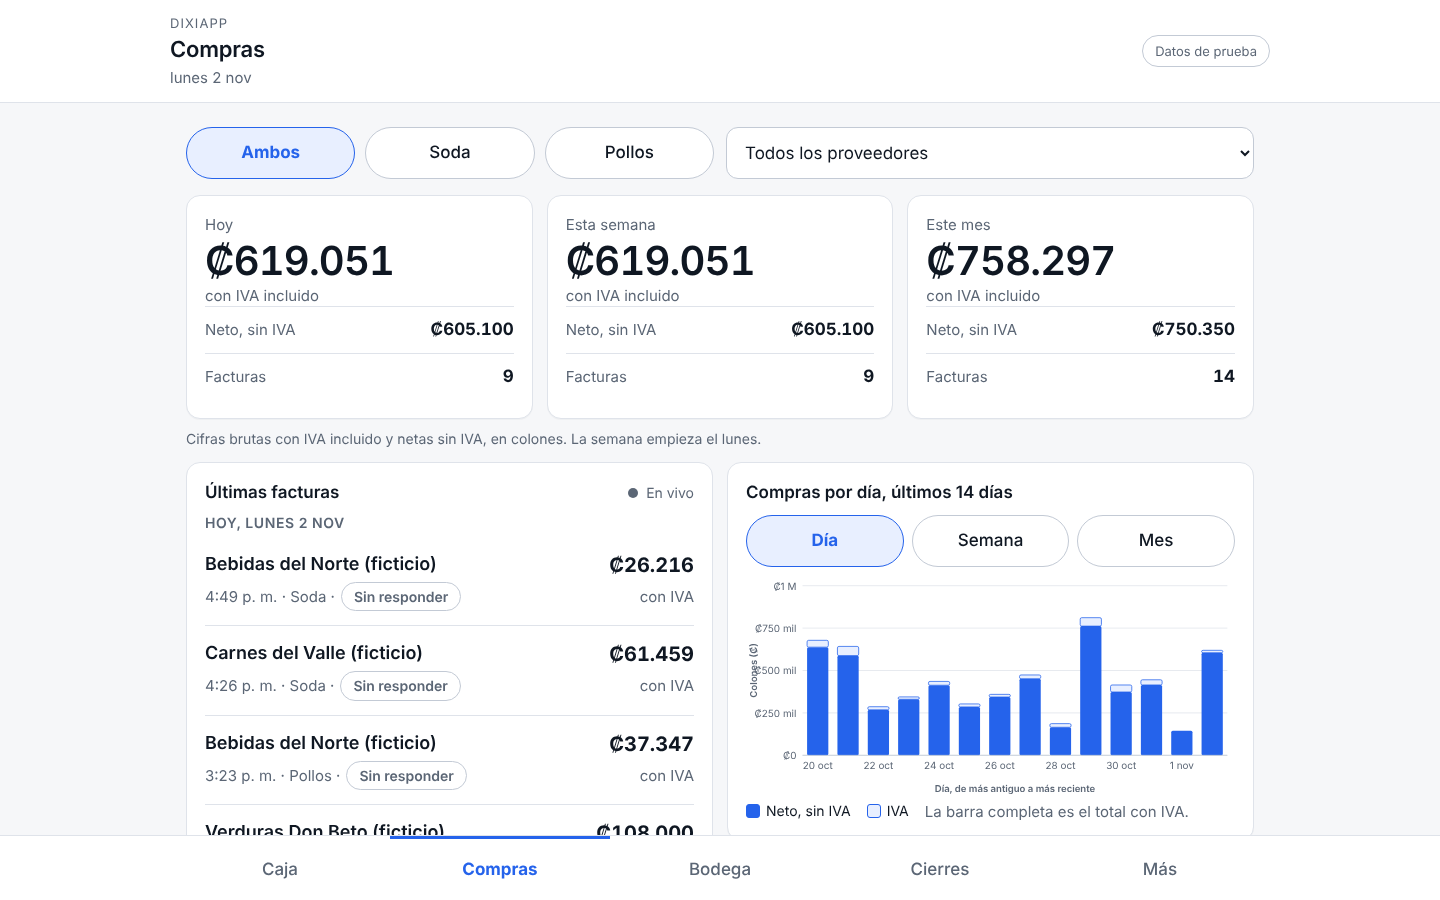 DIXIAPP
Compras
lunes 2 nov
Datos de prueba
Ambos
Soda
Pollos
Todos los proveedores
Hoy
₡619.051
con IVA incluido
Neto, sin IVA ₡605.100
Facturas 9
Esta semana
₡619.051
con IVA incluido
Neto, sin IVA ₡605.100
Facturas 9
Este mes
₡758.297
con IVA incluido
Neto, sin IVA ₡750.350
Facturas 14
Cifras brutas con IVA incluido y netas sin IVA, en colones. La semana empieza el lunes.
Últimas facturas
En vivo
HOY, LUNES 2 NOV
Bebidas del Norte (ficticio) ₡26.216
4:49 p. m. · Soda · Sin responder con IVA
Carnes del Valle (ficticio) ₡61.459
4:26 p. m. · Soda · Sin responder con IVA
Bebidas del Norte (ficticio) ₡37.347
3:23 p. m. · Pollos · Sin responder con IVA
Verduras Don Beto (ficticio) ₡108.000
Compras por día, últimos 14 días
Día
Semana
Mes
Colones (₡)
₡1 M
₡750 mil
₡500 mil
₡250 mil
₡0
20 oct 22 oct 24 oct 26 oct 28 oct 30 oct 1 nov
Día, de más antiguo a más reciente
Neto, sin IVA IVA La barra completa es el total con IVA.
Caja
Compras
Bodega
Cierres
Más